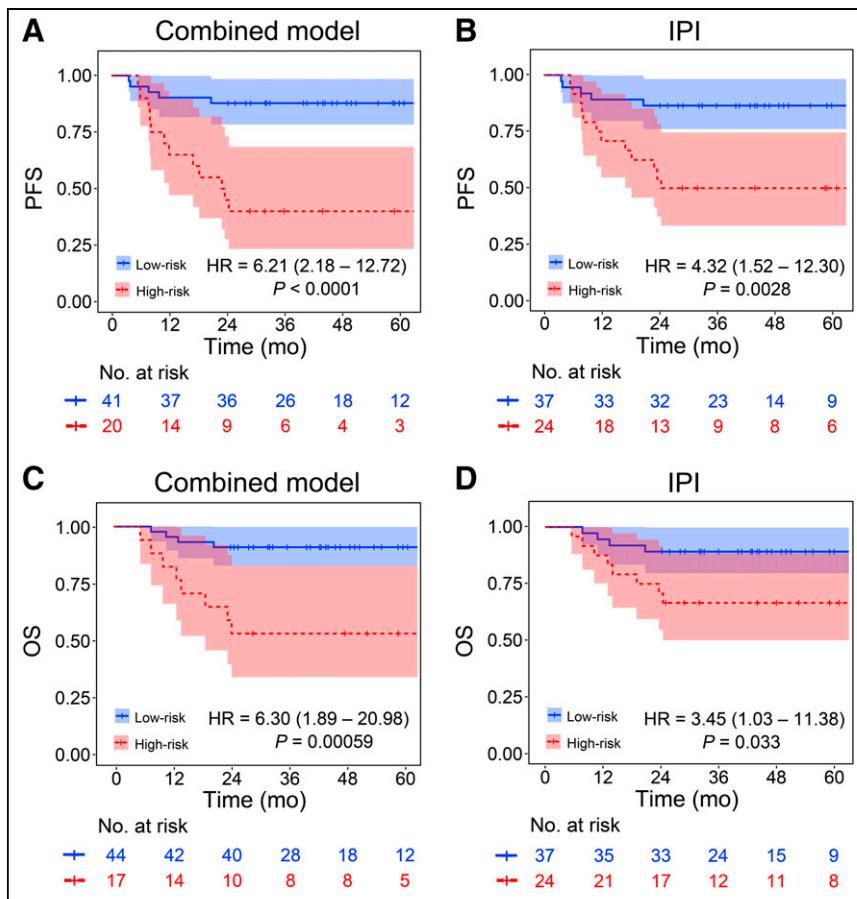 A
Combined model
PFS
1.00
0.75
0.50
0.25
0.00
Low-risk
High-risk
HR = 6.21 (2.18 – 12.72)
P < 0.0001
0 12 24 36 48 60
Time (mo)
No. at risk
41 37 36 26 18 12
20 14 9 6 4 3
B
IPI
PFS
1.00
0.75
0.50
0.25
0.00
Low-risk
High-risk
HR = 4.32 (1.52 – 12.30)
P = 0.0028
0 12 24 36 48 60
Time (mo)
No. at risk
37 33 32 23 14 9
24 18 13 9 8 6
C
Combined model
OS
1.00
0.75
0.50
0.25
0.00
Low-risk
High-risk
HR = 6.30 (1.89 – 20.98)
P = 0.00059
0 12 24 36 48 60
Time (mo)
No. at risk
44 42 40 28 18 12
17 14 10 8 8 5
D
IPI
OS
1.00
0.75
0.50
0.25
0.00
Low-risk
High-risk
HR = 3.45 (1.03 – 11.38)
P = 0.033
0 12 24 36 48 60
Time (mo)
No. at risk
37 35 33 24 15 9
24 21 17 12 11 8